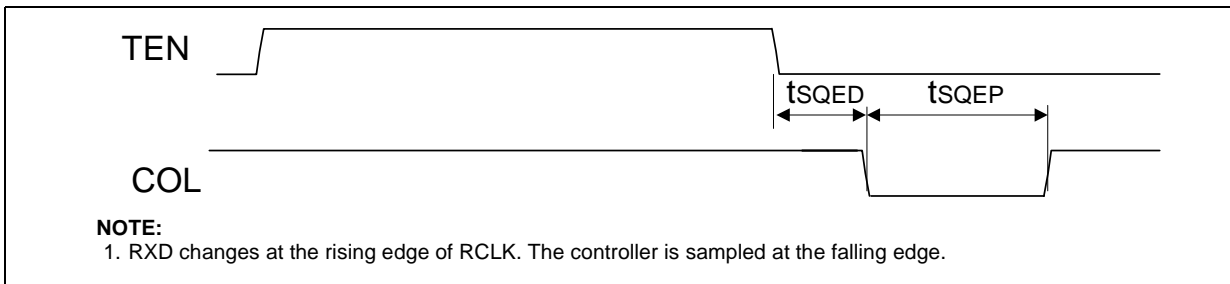 TEN
tSQED
tSQEP
COL
NOTE:
1. RXD changes at the rising edge of RCLK. The controller is sampled at the falling edge.